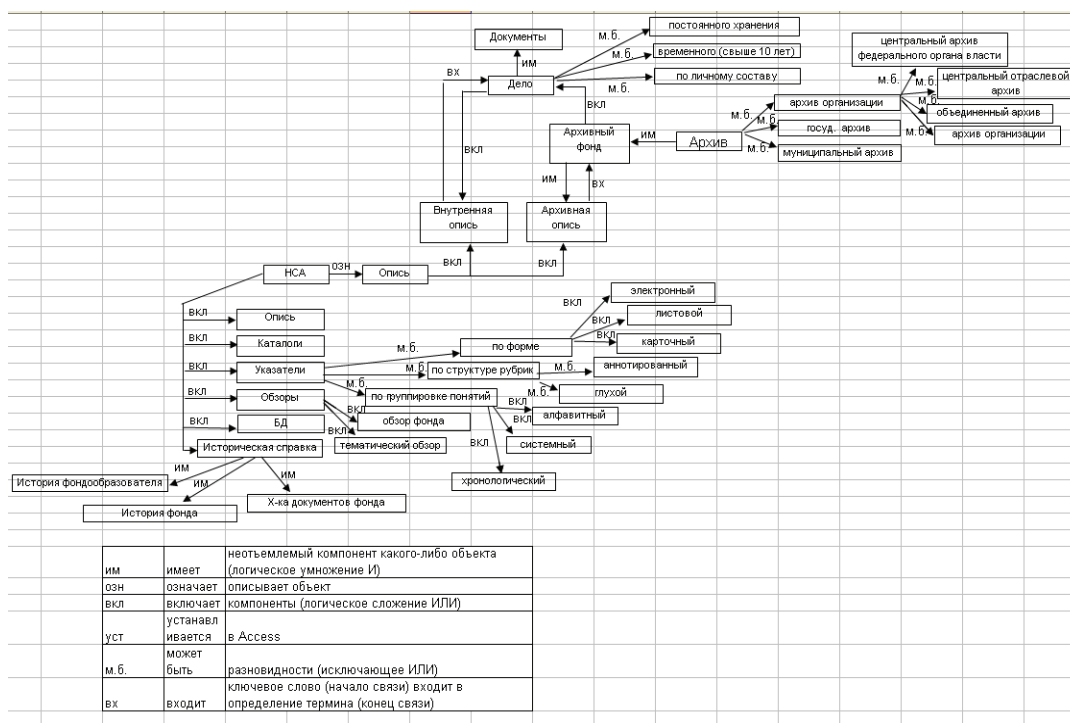 Документы
постоянного хранения
м.б.
им
м.б.
временного (свыше 10 лет)
центральный архив
федерального органа власти
вх
Дело
по личному составу
м.б.
м.б.
м.б.
центральный отраслевой
архив
вкл
архив организации
м.б.
объединенный архив
Архивный
фонд
им
Архив
м.б.
м.б.
госуд. архив
м.б.
архив организации
вкл
м.б.
муниципальный архив
им
вх
Внутренняя
опись
Архивная
опись
вкл
вкл
НСА
озн
Опись
электронный
вкл
вкл
Опись
вкл
листовой
вкл
Каталоги
м.б.
по форме
вкл
карточный
вкл
Указатели
м.б.
по структуре рубрик
м.б.
аннотированный
м.б.
вкл
Обзоры
по группировке понятий
м.б.
глухой
вкл
БД
вкл
обзор фонда
вкл
вкл
алфавитный
вкл
тематический обзор
системный
Историческая справка
вкл
им
им
им
хронологический
История фондообразователя
Х-ка документов фонда
История фонда
им имеет неотъемлемый компонент какого-либо объекта
(логическое умножение И)
озн означает описывает объект
вкл включает компоненты (логическое сложение ИЛИ)
уст устанавл
ивается в Access
м.б. может
быть разновидности (исключающее ИЛИ)
вх входит ключевое слово (начало связи) входит в
определение термина (конец связи)